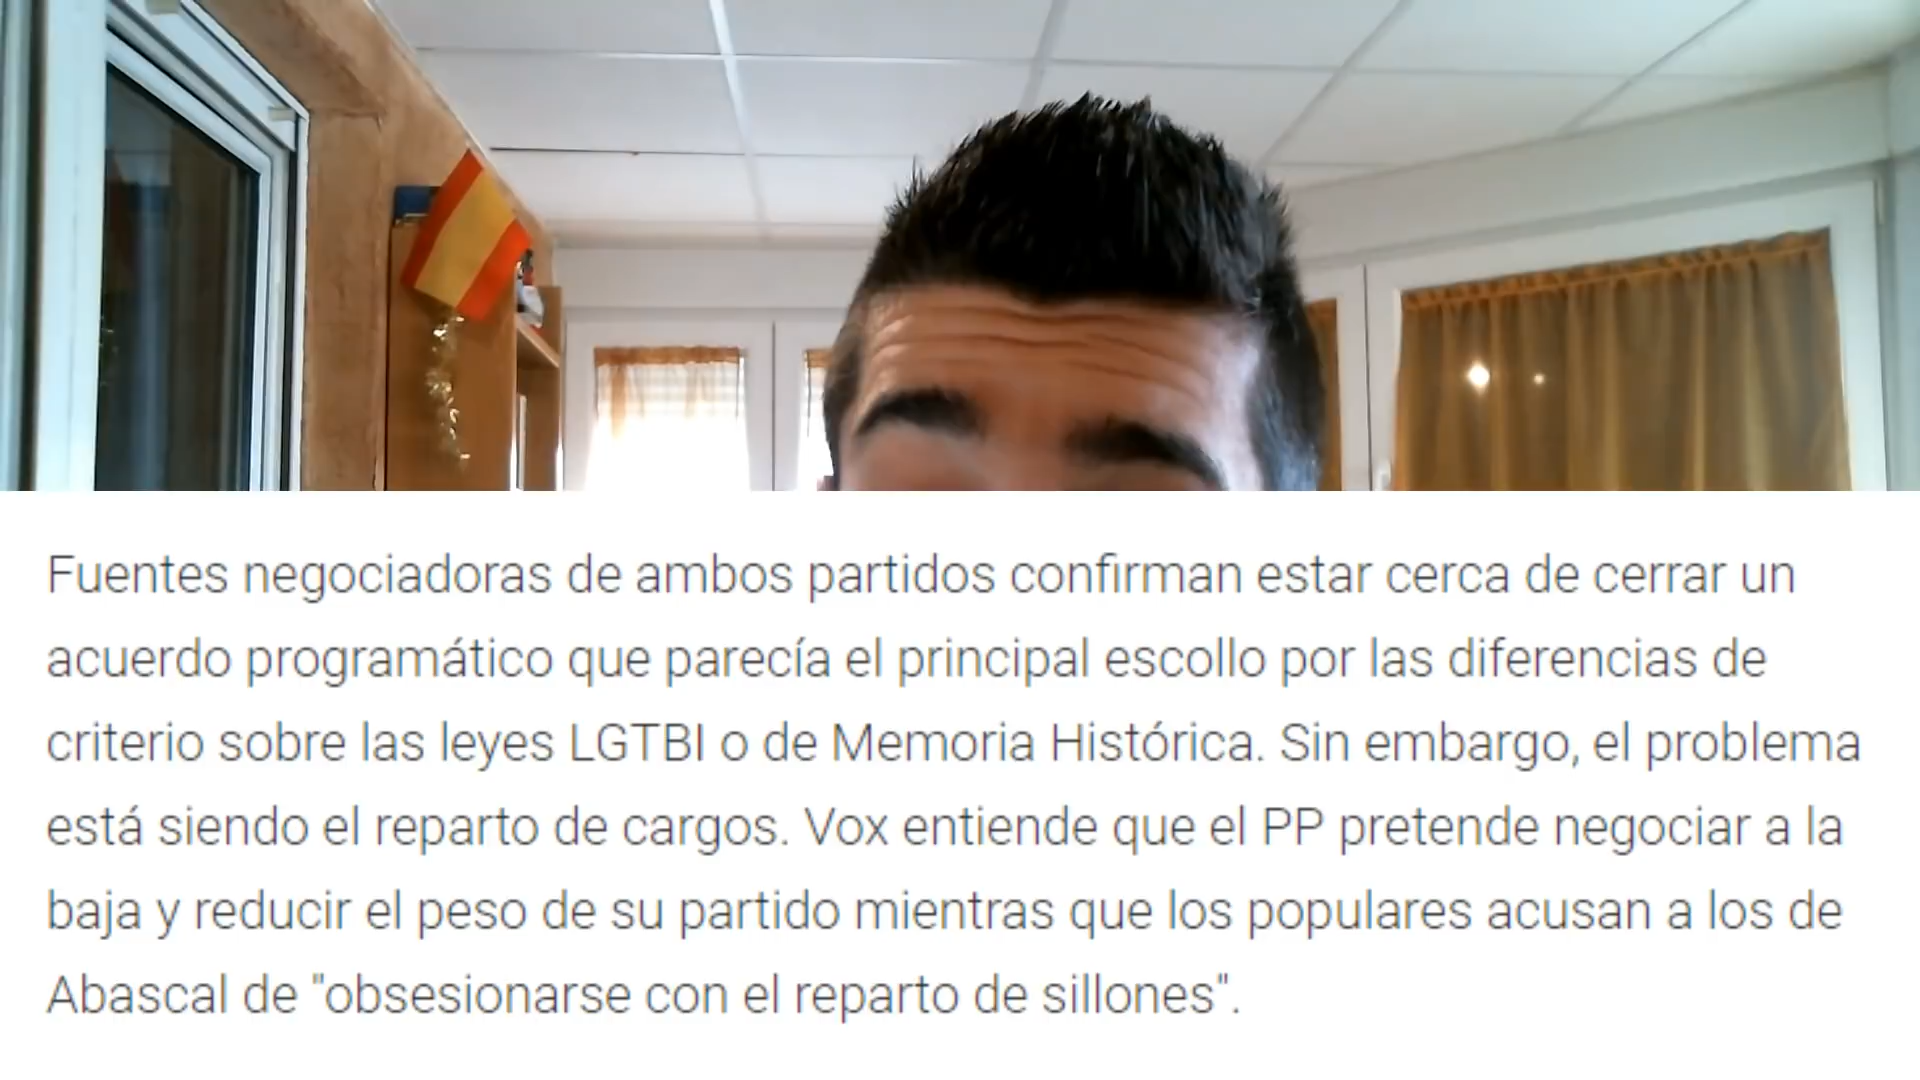 Fuentes negociadoras de ambos partidos confirman estar cerca de cerrar un
acuerdo programático que parecía el principal escollo por las diferencias de
criterio sobre las leyes LGTBI o de Memoria Histórica. Sin embargo, el problema
está siendo el reparto de cargos. Vox entiende que el PP pretende negociar a la
baja y reducir el peso de su partido mientras que los populares acusan a los de
Abascal de "obsesionarse con el reparto de sillones".